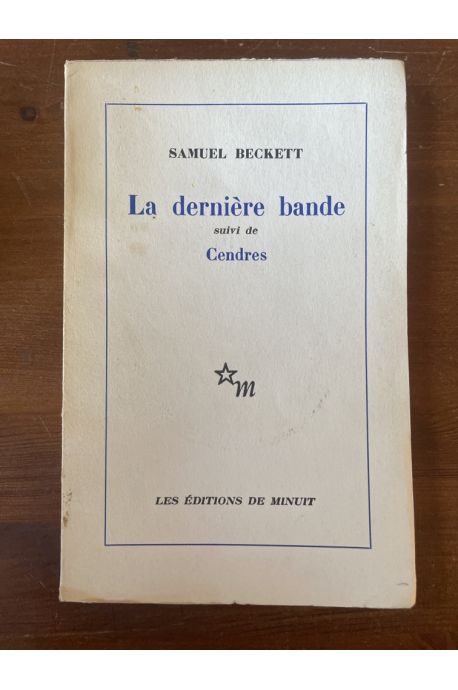 SAMUEL BECKETT
La dernière bande
suivi de
Cendres
m
LES ÉDITIONS DE MINUIT